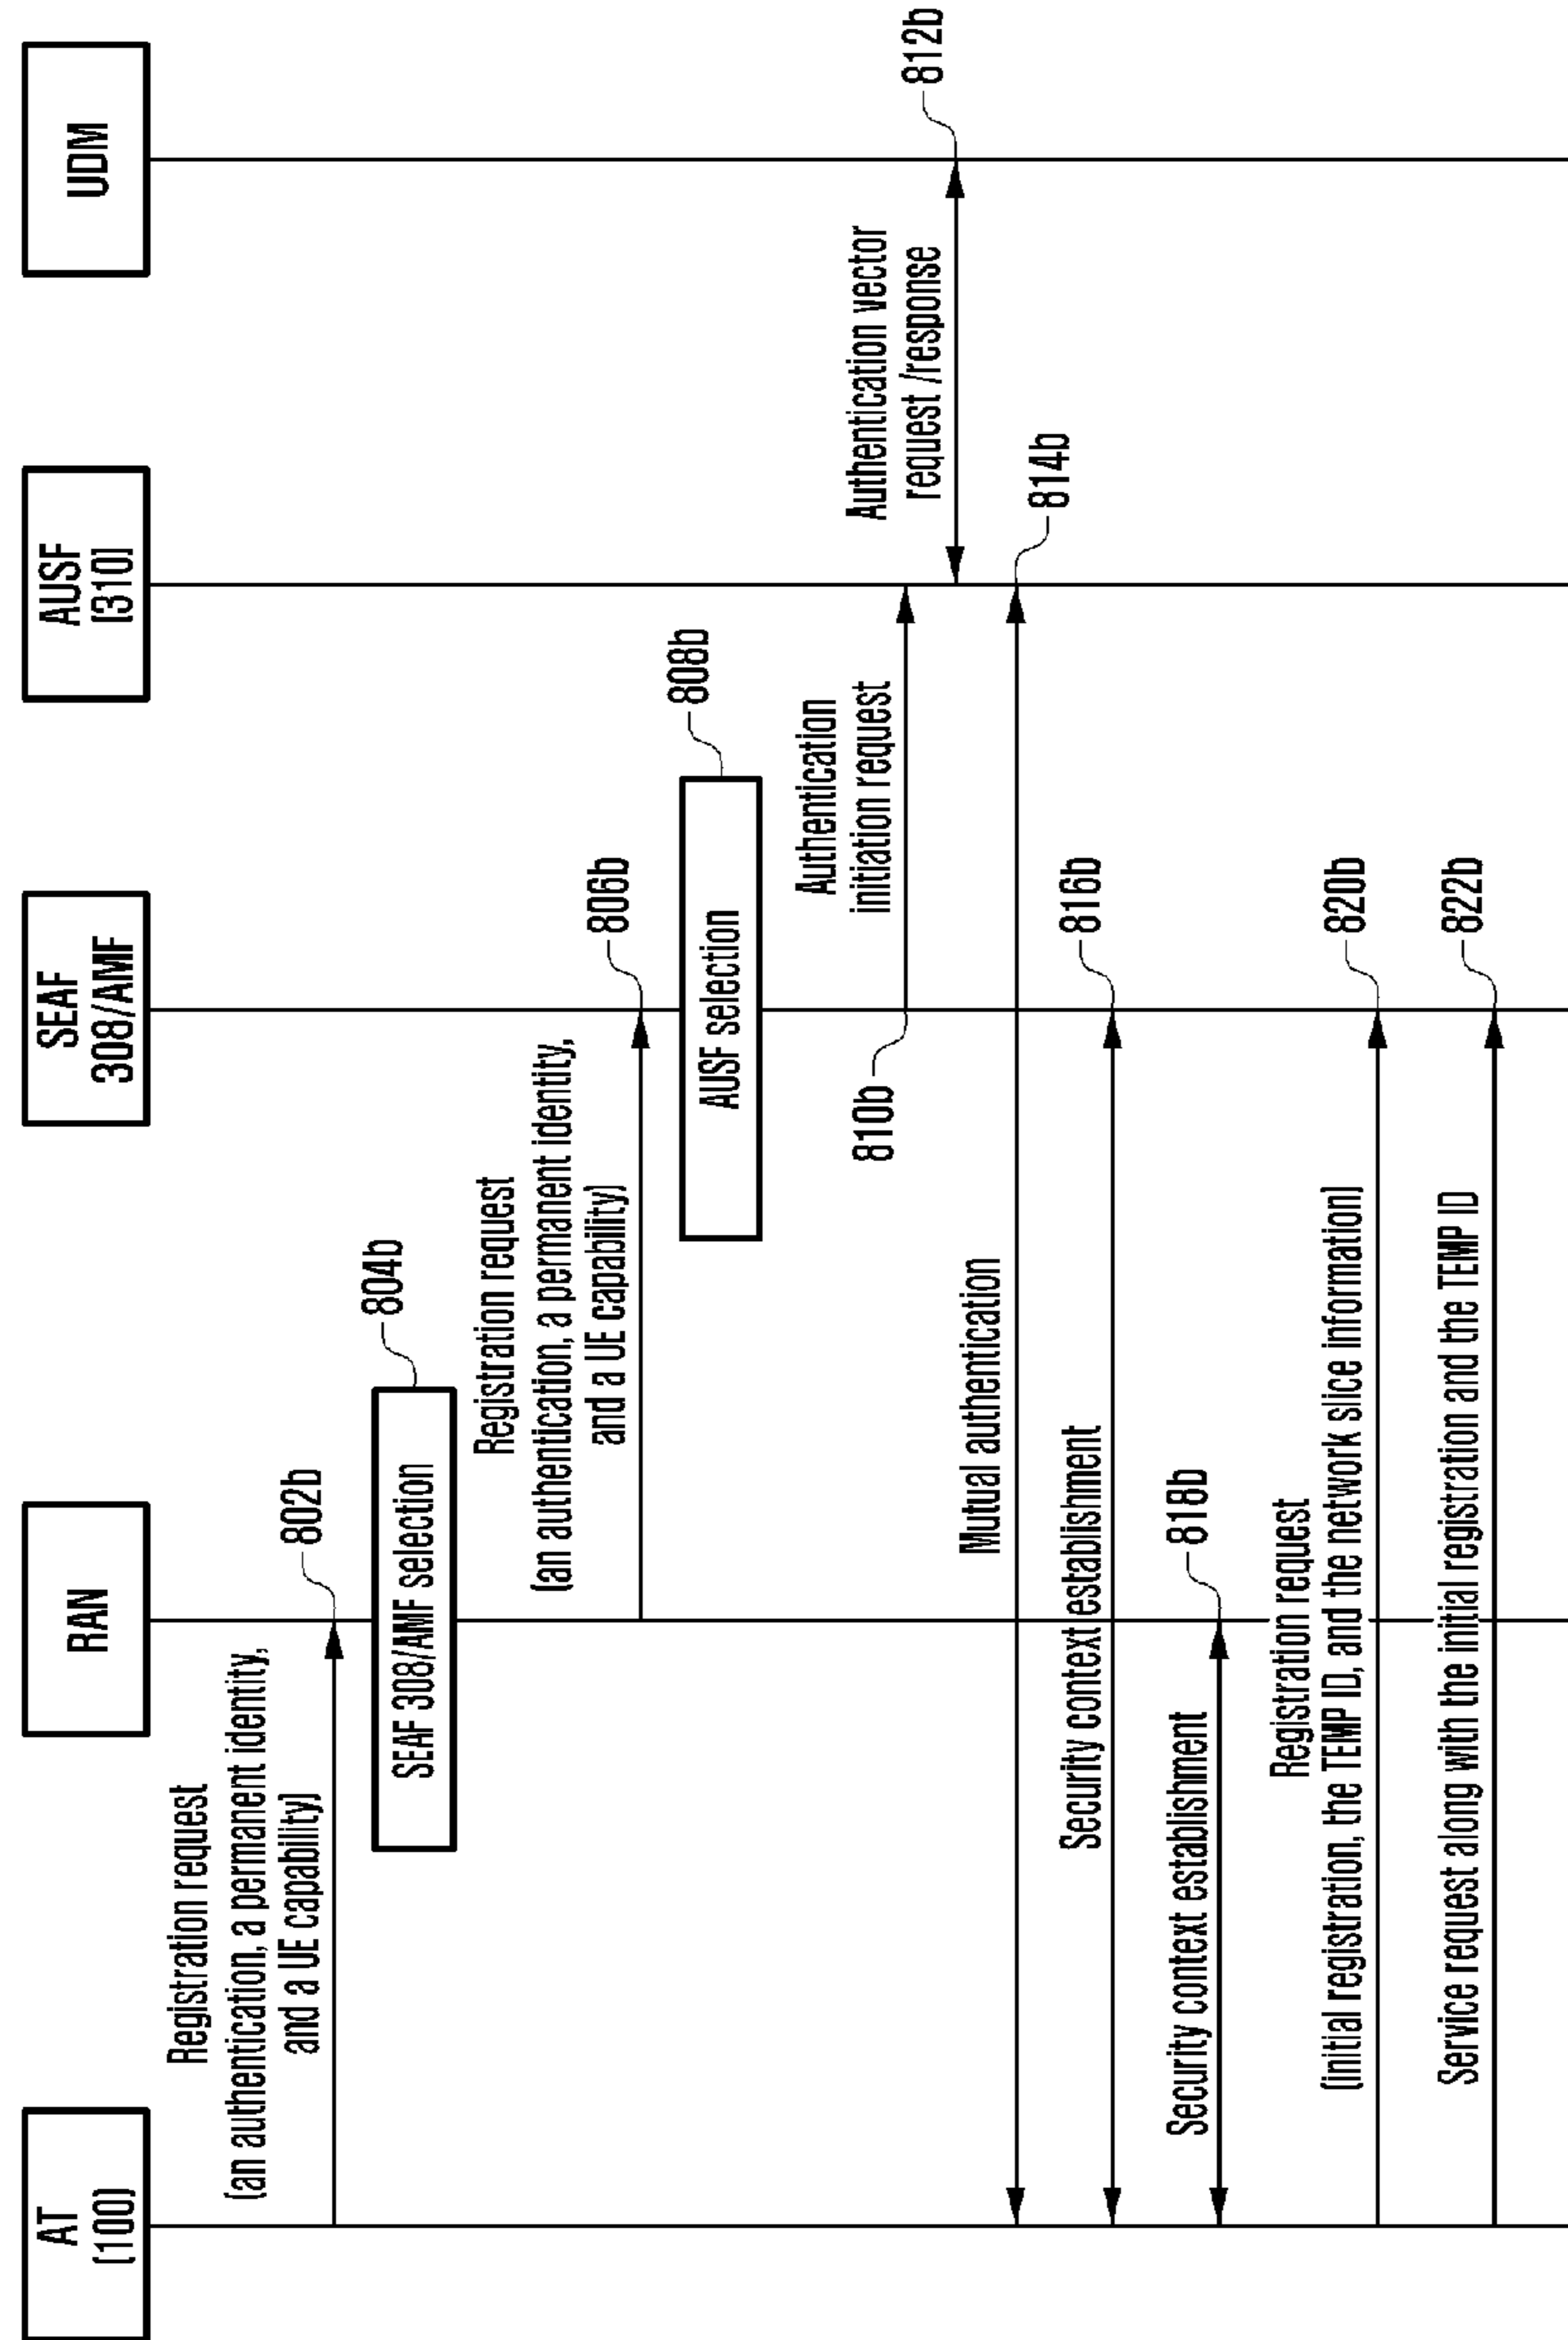 AT
(100)
RAN
SEAF
308/AMF
AUSF
(310)
UDM
Registration request
(an authentication, a permanent identity,
and a UE capability)
802b
SEAF 308/AMF selection
804b
Registration request
(an authentication, a permanent identity,
and a UE capability)
806b
AUSF selection
808b
Authentication
initiation request
810b
Authentication vector
request /response
812b
Mutual authentication
814b
Security context establishment
816b
Security context establishment
818b
Registration request
(initial registration, the TEMP ID, and the network slice information)
820b
Service request along with the initial registration and the TEMP ID
822b